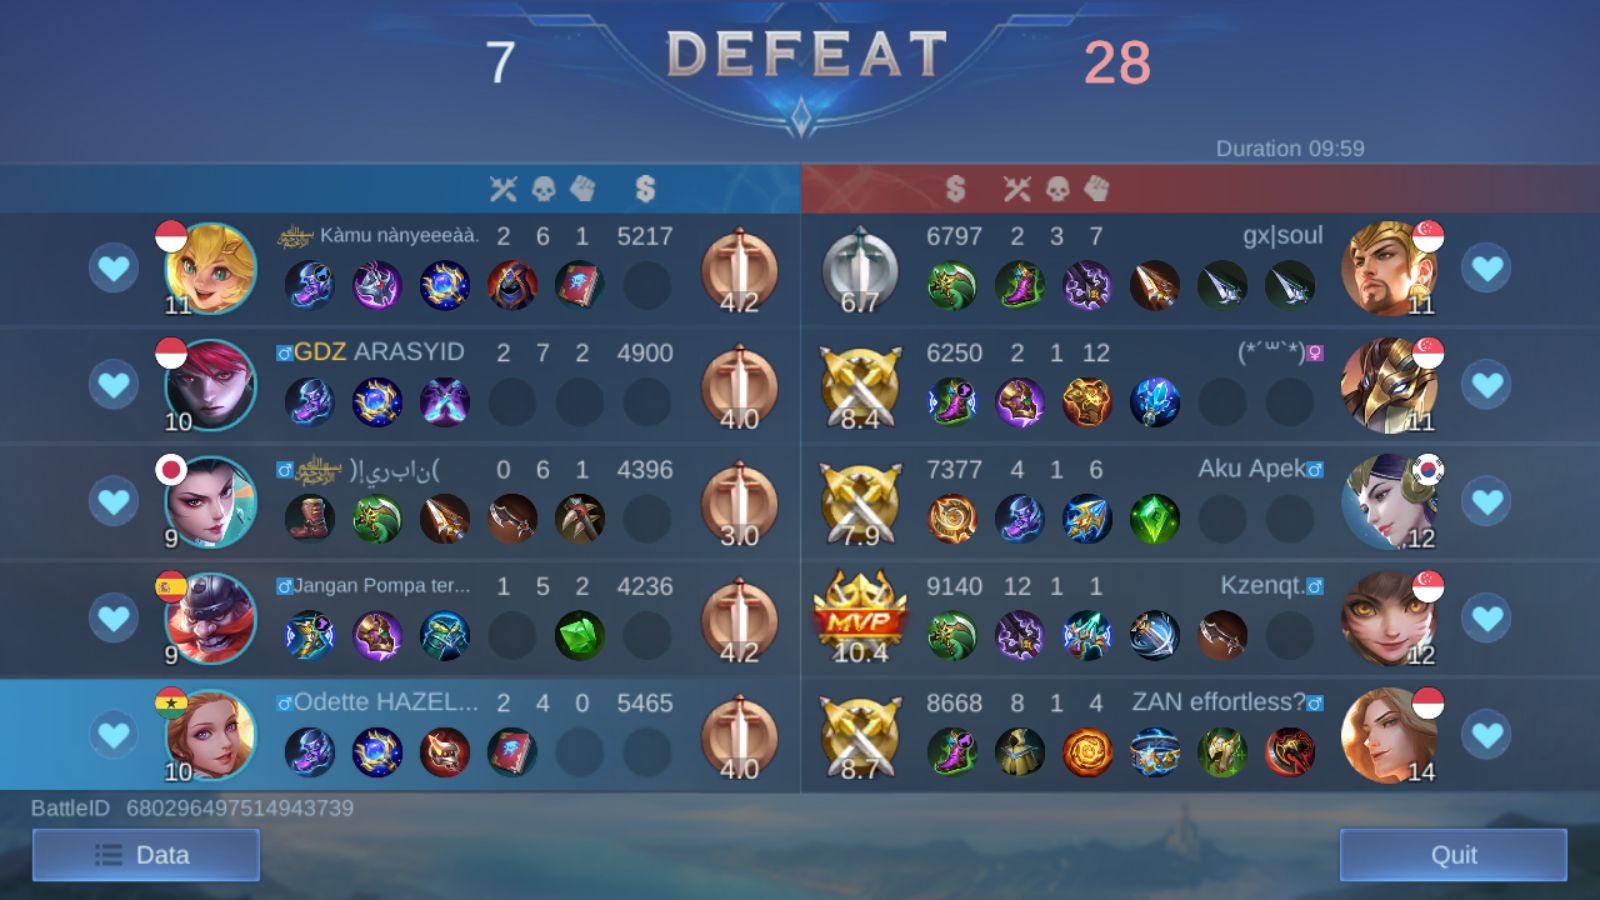 7 DEFEAT 28
Duration 09:59
Kàmu nànyeeeàà. 2 6 1 5217 4.2
11
6.7 6797 2 3 7 gx|soul
11
GDZ ARASYID 2 7 2 4900 4.0
10
8.4 6250 2 1 12 (*´꒳`*)
11
0 6 1 4396 3.0
9
7.9 7377 4 1 6 Aku Apek
12
Jangan Pompa ter... 1 5 2 4236 4.2
9
MVP 10.4 9140 12 1 1 Kzenqt.
12
Odette HAZEL... 2 4 0 5465 4.0
10
8.7 8668 8 1 4 ZAN effortless?
14
BattleID 680296497514943739
Data
Quit